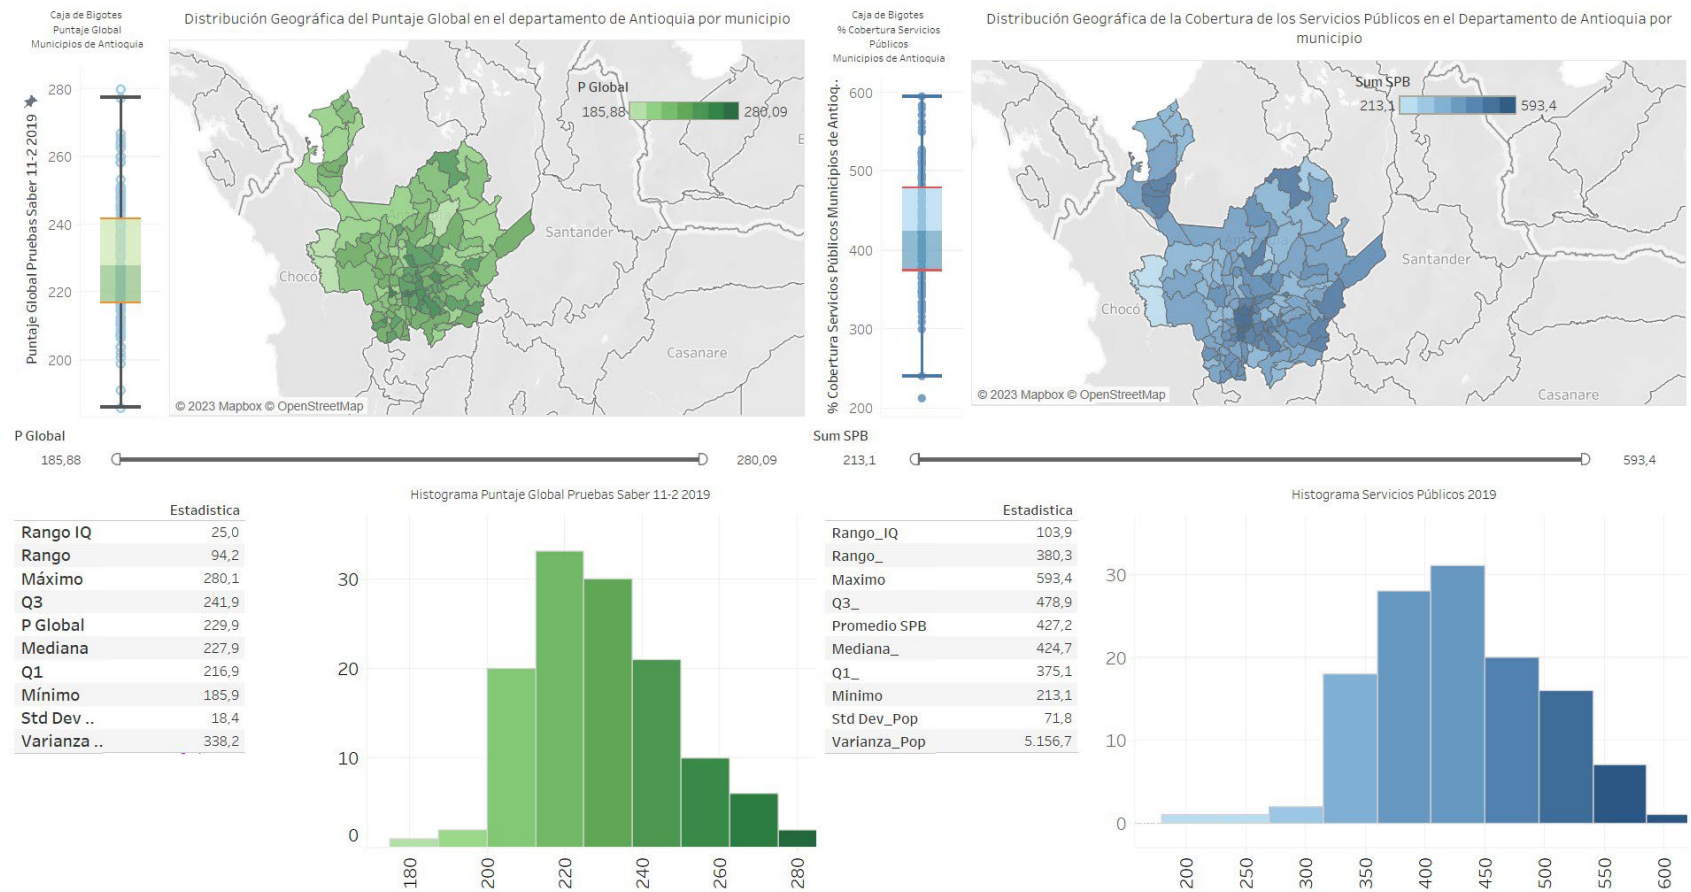 Caja de Bigotes
Puntaje Global
Municipios de Antioquia
Distribución Geográfica del Puntaje Global en el departamento de Antioquia por municipio
Puntaje Global Pruebas Saber 11-2 2019
280
260
240
220
200
P Global
185,88
280,09
Santander
Chocó
Casanare
© 2023 Mapbox © OpenStreetMap
Caja de Bigotes
% Cobertura Servicios
Públicos
Municipios de Antioquia
Distribución Geográfica de la Cobertura de los Servicios Públicos en el Departamento de Antioquia por
municipio
% Cobertura Servicios Públicos Municipios de Antioq..
600
500
400
300
200
Sum SPB
213,1
593,4
Santander
Chocó
Casanare
© 2023 Mapbox © OpenStreetMap
P Global
185,88
280,09
Sum SPB
213,1
593,4
Estadistica
Rango IQ 25,0
Rango 94,2
Máximo 280,1
Q3 241,9
P Global 229,9
Mediana 227,9
Q1 216,9
Mínimo 185,9
Std Dev .. 18,4
Varianza .. 338,2
Histograma Puntaje Global Pruebas Saber 11-2 2019
30
20
10
0
180 200 220 240 260 280
Estadistica
Rango_IQ 103,9
Rango_ 380,3
Maximo 593,4
Q3_ 478,9
Promedio SPB 427,2
Mediana_ 424,7
Q1_ 375,1
Minimo 213,1
Std Dev_Pop 71,8
Varianza_Pop 5.156,7
Histograma Servicios Públicos 2019
30
20
10
0
200 250 300 350 400 450 500 550 600